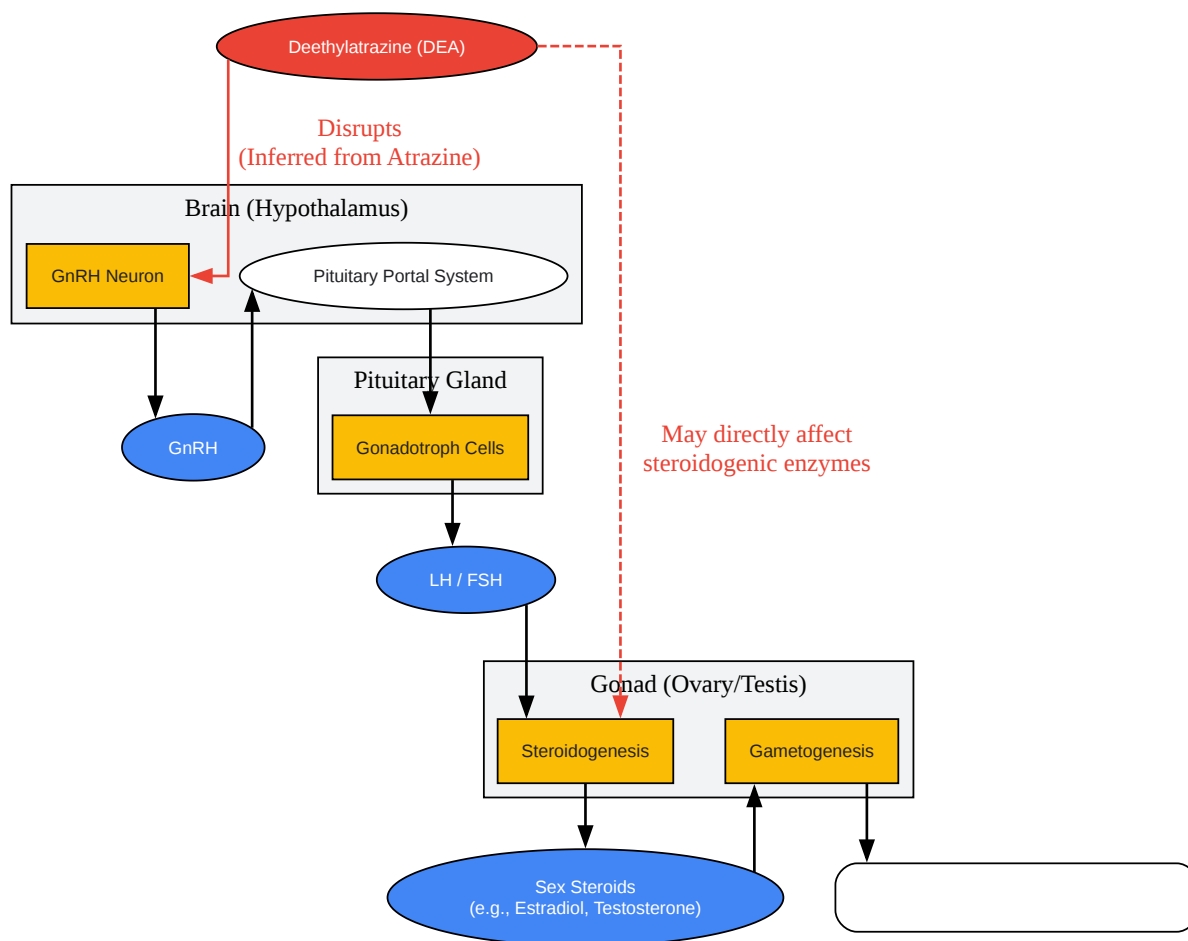 Deethylatrazine (DEA)
Disrupts
(Inferred from Atrazine)
Brain (Hypothalamus)
GnRH Neuron
Pituitary Portal System
Pituitary Gland
Gonadotroph Cells
GnRH
May directly affect
steroidogenic enzymes
LH / FSH
Gonad (Ovary/Testis)
Steroidogenesis
Gametogenesis
Sex Steroids
(e.g., Estradiol, Testosterone)